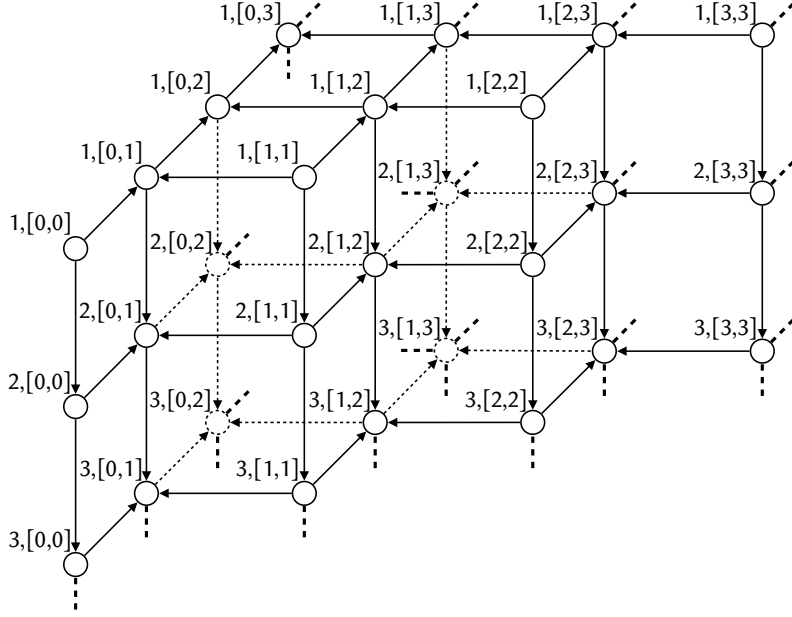 1,[0,3] 1,[1,3] 1,[2,3] 1,[3,3]
1,[0,2] 1,[1,2] 1,[2,2]
1,[0,1] 1,[1,1]
2,[1,3] 2,[2,3] 2,[3,3]
1,[0,0]
2,[0,2] 2,[1,2] 2,[2,2]
2,[0,1] 2,[1,1]
3,[1,3] 3,[2,3] 3,[3,3]
2,[0,0]
3,[0,2] 3,[1,2] 3,[2,2]
3,[0,1] 3,[1,1]
3,[0,0]